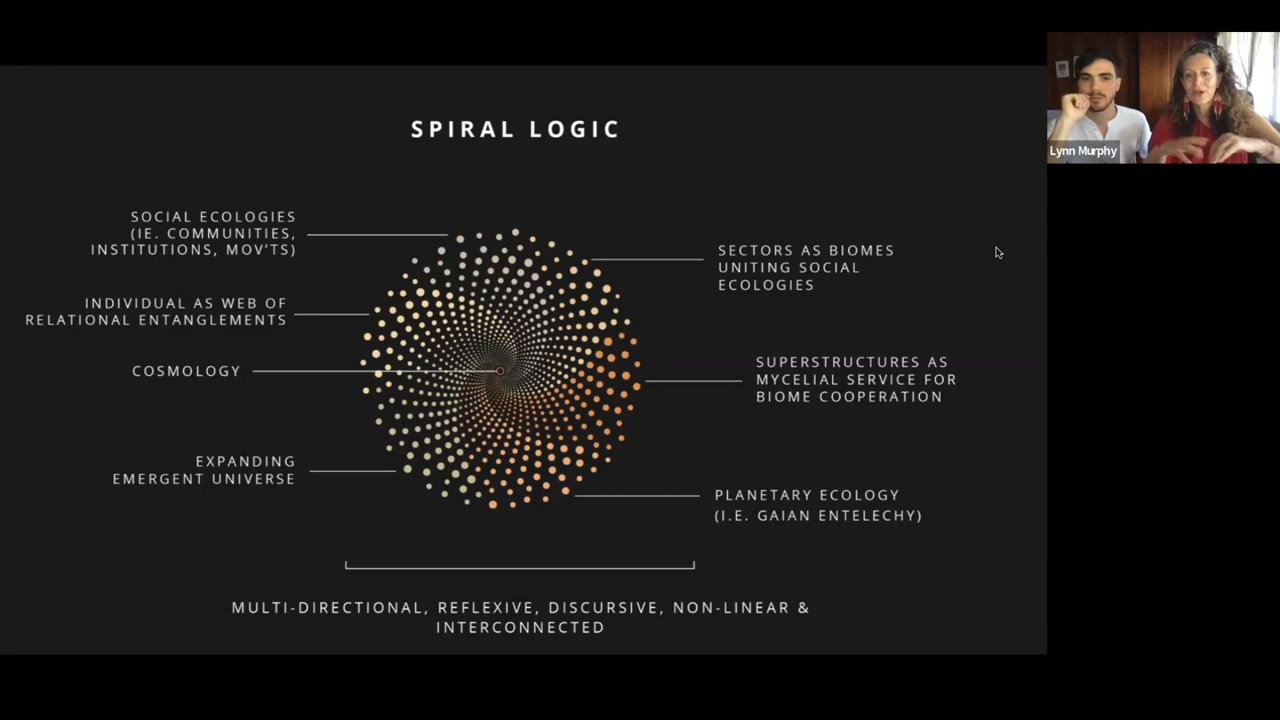 SPIRAL LOGIC
SOCIAL ECOLOGIES
(IE. COMMUNITIES,
INSTITUTIONS, MOV'TS)
INDIVIDUAL AS WEB OF
RELATIONAL ENTANGLEMENTS
COSMOLOGY
EXPANDING
EMERGENT UNIVERSE
SECTORS AS BIOMES
UNITING SOCIAL
ECOLOGIES
SUPERSTRUCTURES AS
MYCELIAL SERVICE FOR
BIOME COOPERATION
PLANETARY ECOLOGY
(I.E. GAIAN ENTELECHY)
MULTI-DIRECTIONAL, REFLEXIVE, DISCURSIVE, NON-LINEAR &
INTERCONNECTED
Lynn Murphy